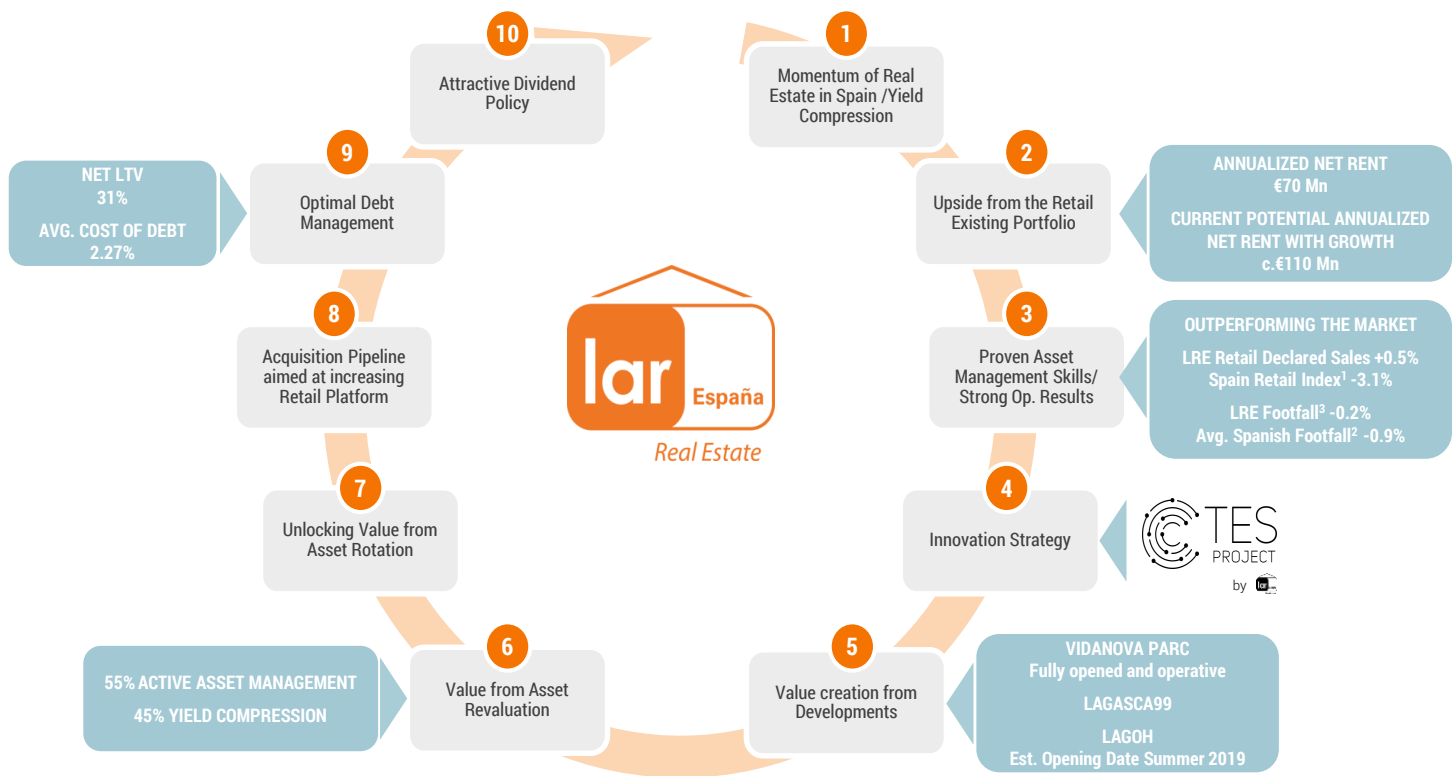 1
Momentum of Real
Estate in Spain /Yield
Compression
2
Upside from the Retail
Existing Portfolio
ANNUALIZED NET RENT
€70 Mn
CURRENT POTENTIAL ANNUALIZED
NET RENT WITH GROWTH
c.€110 Mn
3
Proven Asset
Management Skills/
Strong Op. Results
OUTPERFORMING THE MARKET
LRE Retail Declared Sales +0.5%
Spain Retail Index¹ -3.1%
LRE Footfall³ -0.2%
Avg. Spanish Footfall² -0.9%
4
Innovation Strategy
TES
PROJECT
by lar
5
Value creation from
Developments
VIDANOVA PARC
Fully opened and operative
LAGASCA99
LAGOH
Est. Opening Date Summer 2019
6
Value from Asset
Revaluation
55% ACTIVE ASSET MANAGEMENT
45% YIELD COMPRESSION
7
Unlocking Value from
Asset Rotation
8
Acquisition Pipeline
aimed at increasing
Retail Platform
9
Optimal Debt
Management
NET LTV
31%
AVG. COST OF DEBT
2.27%
10
Attractive Dividend
Policy
lar
España
Real Estate